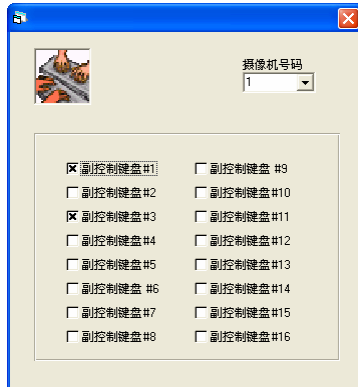 摄像机号码
1
副控制键盘#1
副控制键盘#2
副控制键盘#3
副控制键盘#4
副控制键盘#5
副控制键盘 #6
副控制键盘#7
副控制键盘#8
副控制键盘 #9
副控制键盘#10
副控制键盘#11
副控制键盘#12
副控制键盘#13
副控制键盘#14
副控制键盘#15
副控制键盘#16